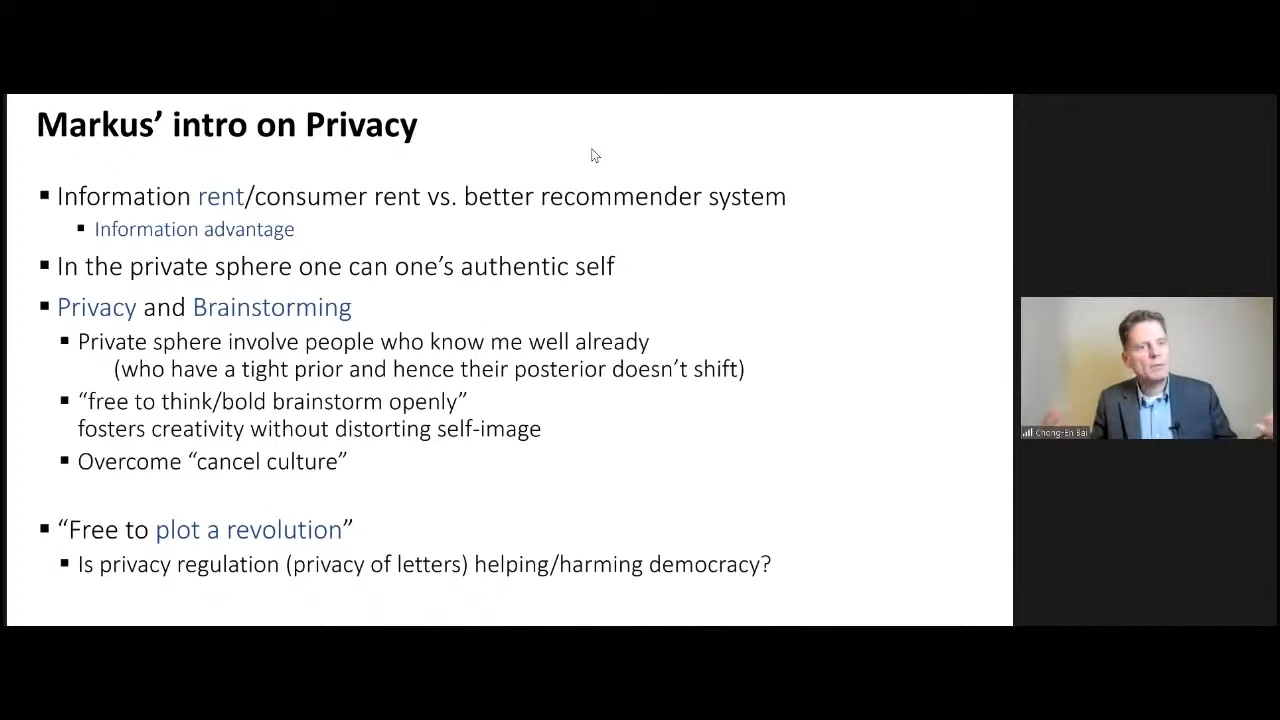 Markus’ intro on Privacy
Information rent/consumer rent vs. better recommender system
Information advantage
In the private sphere one can one’s authentic self
Privacy and Brainstorming
Private sphere involve people who know me well already
(who have a tight prior and hence their posterior doesn’t shift)
“free to think/bold brainstorm openly”
fosters creativity without distorting self-image
Overcome “cancel culture”
“Free to plot a revolution”
Is privacy regulation (privacy of letters) helping/harming democracy?
Chong-En Bai